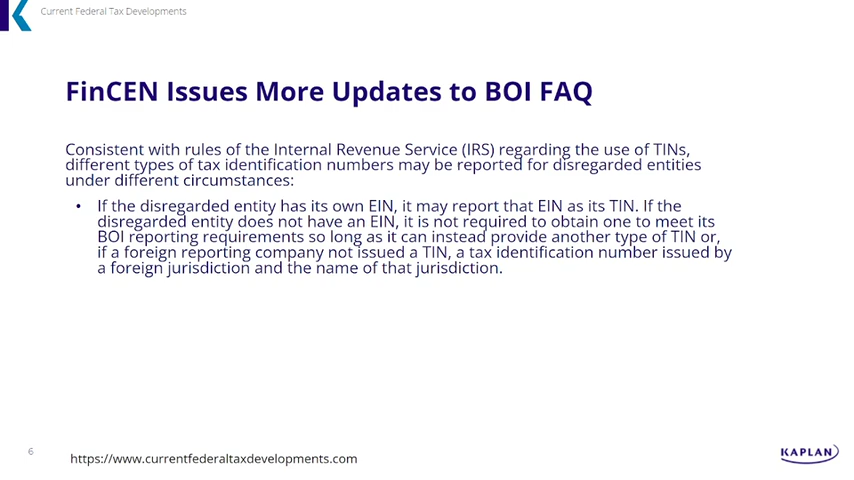 Current Federal Tax Developments
FinCEN Issues More Updates to BOI FAQ
Consistent with rules of the Internal Revenue Service (IRS) regarding the use of TINs,
different types of tax identification numbers may be reported for disregarded entities
under different circumstances:
• If the disregarded entity has its own EIN, it may report that EIN as its TIN. If the
disregarded entity does not have an EIN, it is not required to obtain one to meet its
BOI reporting requirements so long as it can instead provide another type of TIN or,
if a foreign reporting company not issued a TIN, a tax identification number issued by
a foreign jurisdiction and the name of that jurisdiction.
6
https://www.currentfederaltaxdevelopments.com
KAPLAN